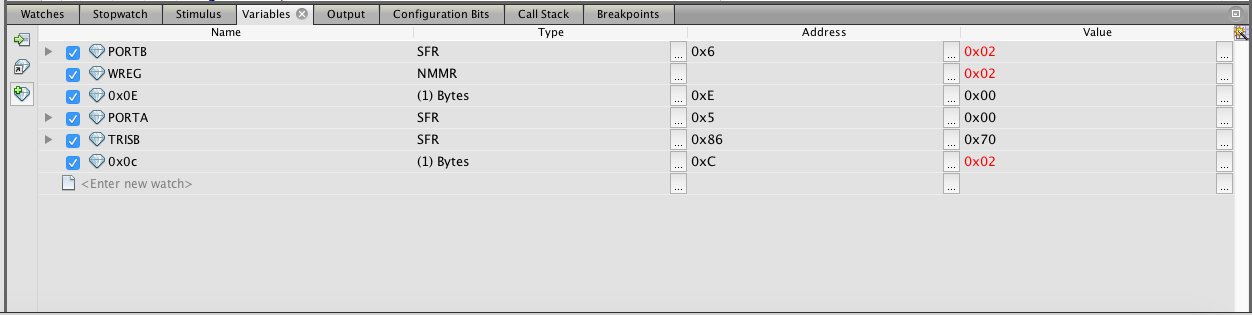 Watches Stopwatch Stimulus Variables Output Configuration Bits Call Stack Breakpoints
Name Type Address Value
PORTB SFR ... 0x6 ... 0x02 ...
WREG NMMR ... ... 0x02 ...
0x0E (1) Bytes ... 0xE ... 0x00 ...
PORTA SFR ... 0x5 ... 0x00 ...
TRISB SFR ... 0x86 ... 0x70 ...
0x0c (1) Bytes ... 0xC ... 0x02 ...
<Enter new watch> ... ... ...